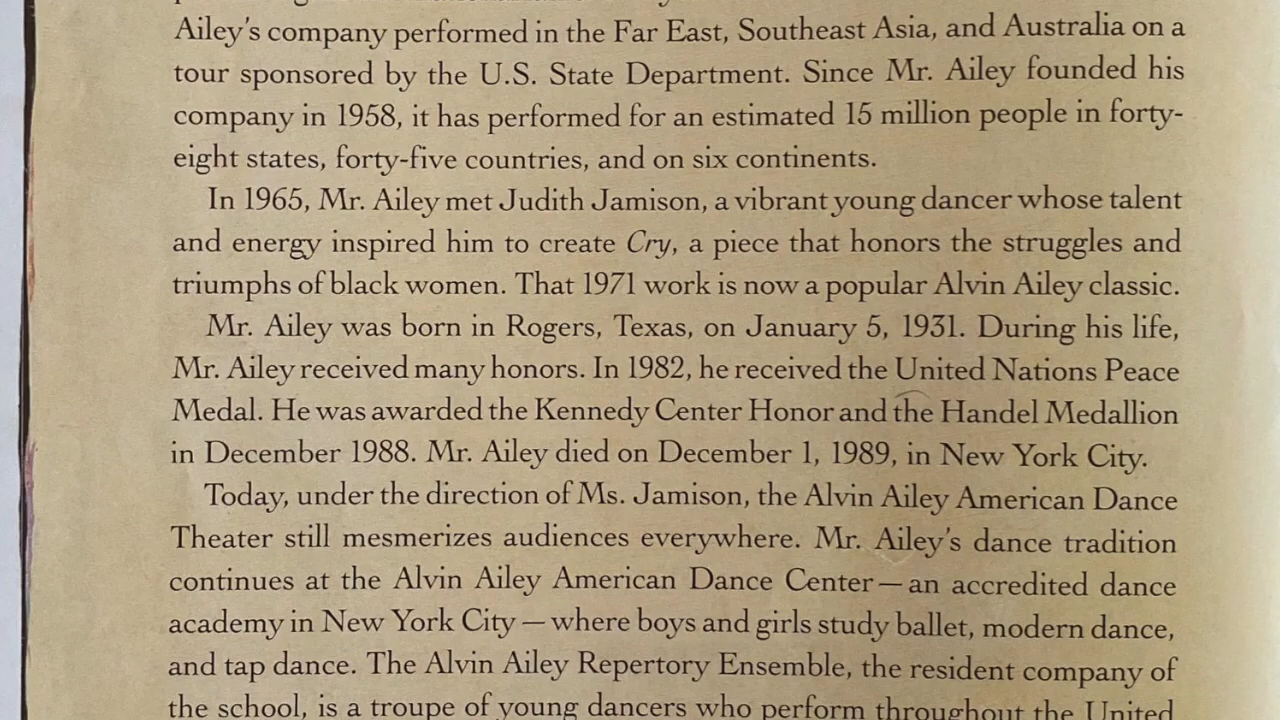 Ailey's company performed in the Far East, Southeast Asia, and Australia on a
tour sponsored by the U.S. State Department. Since Mr. Ailey founded his
company in 1958, it has performed for an estimated 15 million people in forty-
eight states, forty-five countries, and on six continents.
In 1965, Mr. Ailey met Judith Jamison, a vibrant young dancer whose talent
and energy inspired him to create Cry, a piece that honors the struggles and
triumphs of black women. That 1971 work is now a popular Alvin Ailey classic.
Mr. Ailey was born in Rogers, Texas, on January 5, 1931. During his life,
Mr. Ailey received many honors. In 1982, he received the United Nations Peace
Medal. He was awarded the Kennedy Center Honor and the Handel Medallion
in December 1988. Mr. Ailey died on December 1, 1989, in New York City.
Today, under the direction of Ms. Jamison, the Alvin Ailey American Dance
Theater still mesmerizes audiences everywhere. Mr. Ailey's dance tradition
continues at the Alvin Ailey American Dance Center — an accredited dance
academy in New York City — where boys and girls study ballet, modern dance,
and tap dance. The Alvin Ailey Repertory Ensemble, the resident company of
the school, is a troupe of young dancers who perform throughout the United